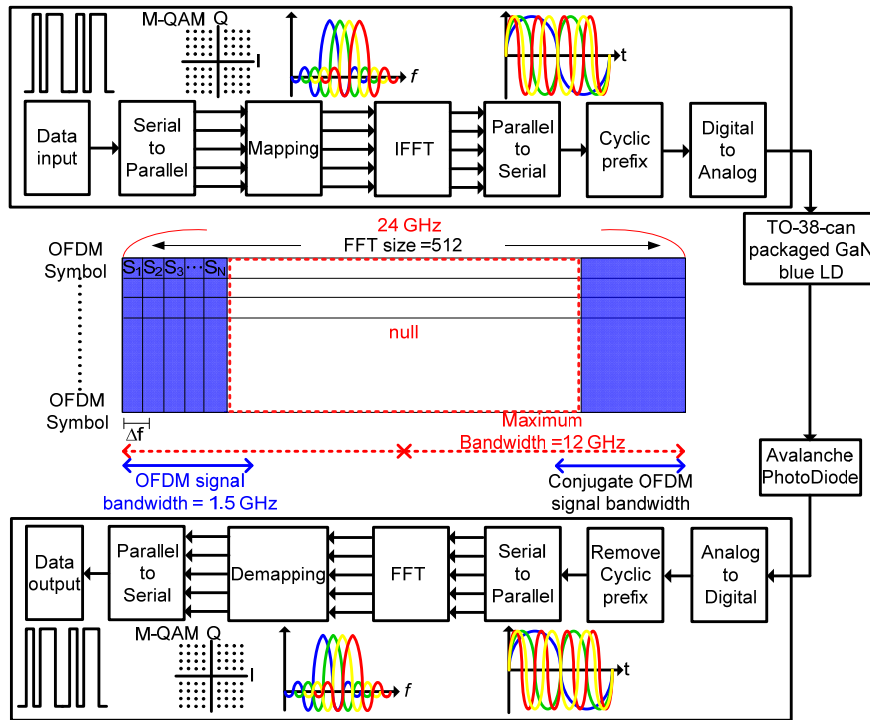 M-QAM Q
I
f
t
Data
input
Serial
to
Parallel
Mapping
IFFT
Parallel
to
Serial
Cyclic
prefix
Digital
to
Analog
TO-38-can
packaged GaN
blue LD
24 GHz
FFT size =512
OFDM
Symbol
S1 S2 S3 ... SN
null
OFDM
Symbol
Δf
Maximum
Bandwidth =12 GHz
OFDM signal
bandwidth = 1.5 GHz
Conjugate OFDM
signal bandwidth
Avalanche
PhotoDiode
Data
output
Parallel
to
Serial
Demapping
FFT
Serial
to
Parallel
Remove
Cyclic
prefix
Analog
to
Digital
M-QAM Q
I
f
t